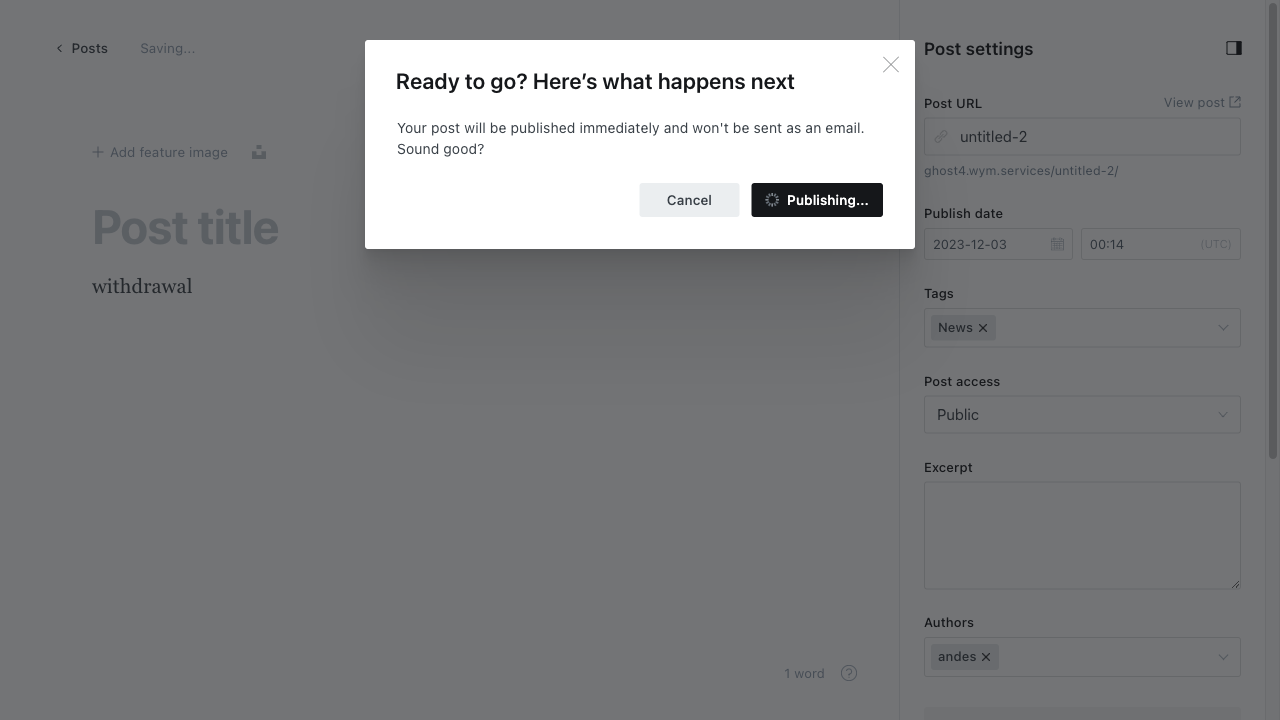 Posts
Saving...
Ready to go? Here's what happens next
Your post will be published immediately and won't be sent as an email.
Sound good?
Cancel
Publishing...
Add feature image
Post title
withdrawal
1 word
?
Post settings
Post URL
View post
untitled-2
ghost4.wym.services/untitled-2/
Publish date
2023-12-03
00:14
(UTC)
Tags
News
Post access
Public
Excerpt
Authors
andes